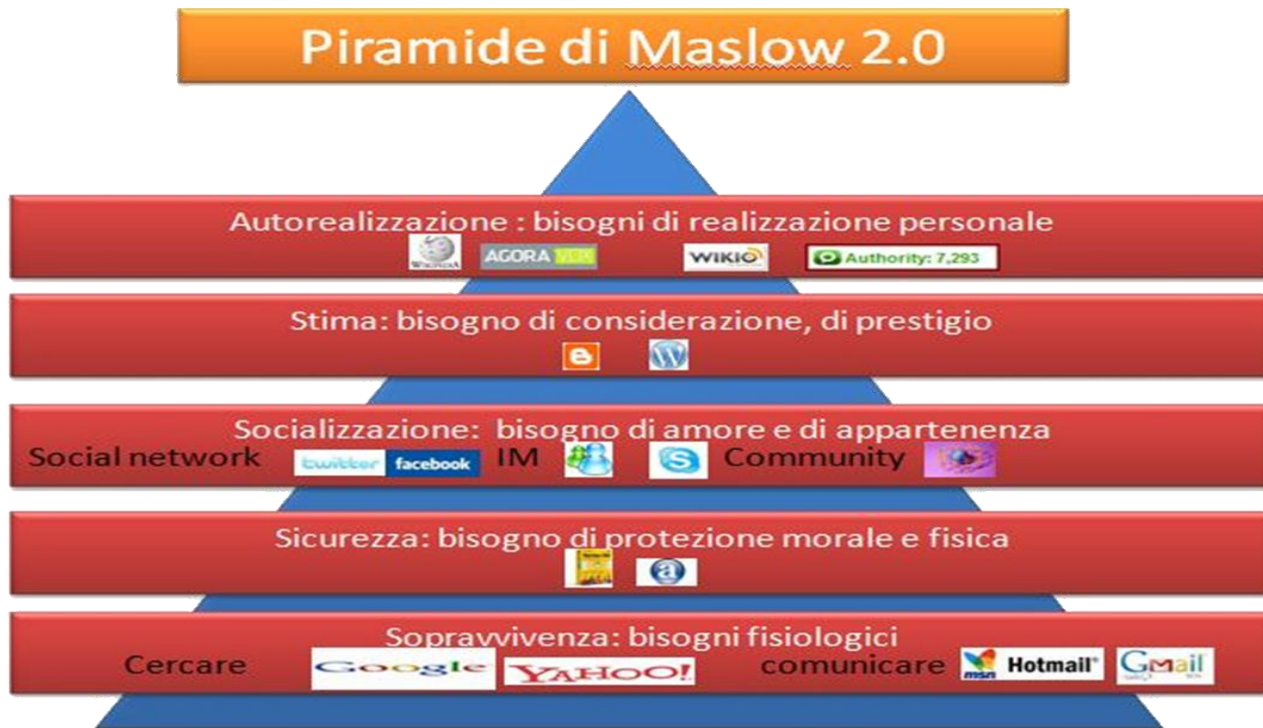 Piramide di Maslow 2.0
Autorealizzazione : bisogni di realizzazione personale
WIKIPEDIA AGORA VOX WIKIO Authority: 7,293
Stima: bisogno di considerazione, di prestigio
Socializzazione: bisogno di amore e di appartenenza
Social network twitter facebook IM S Community
Sicurezza: bisogno di protezione morale e fisica
a
Sopravvivenza: bisogni fisiologici
Cercare Google YAHOO! comunicare msn Hotmail Gmail